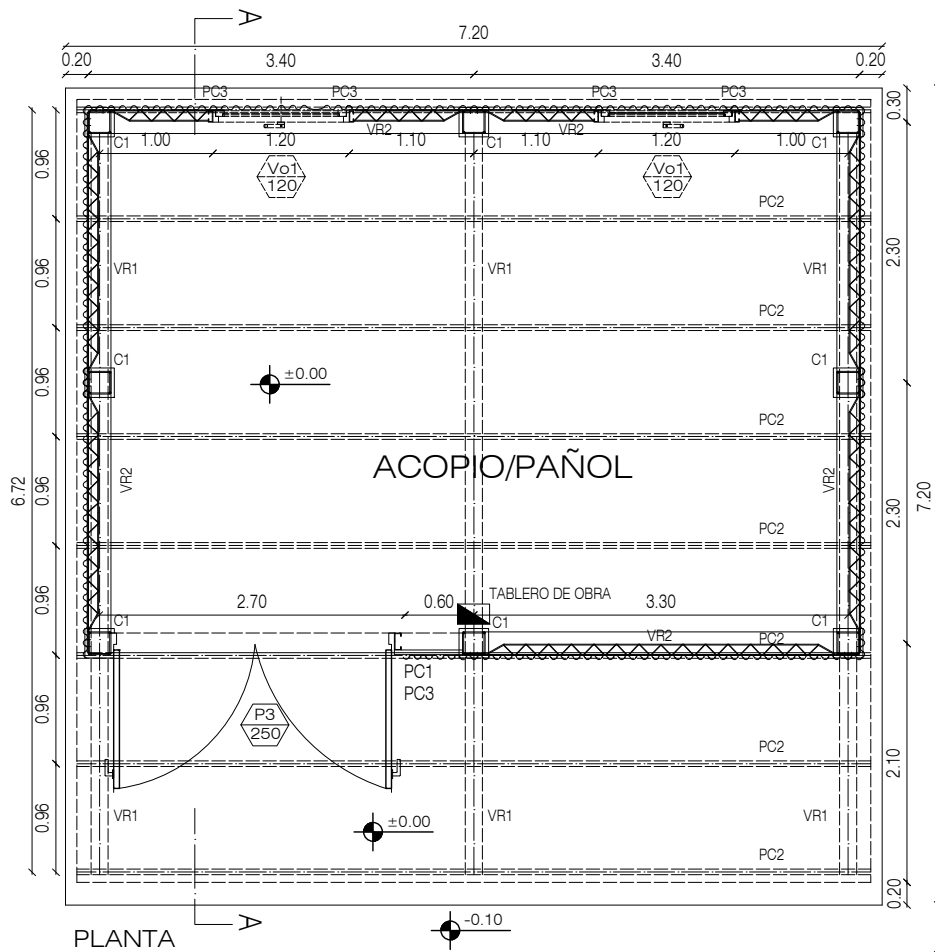 A
7.20
0.20
3.40
3.40
0.20
PC3
PC3
PC3
PC3
0.30
C1
VR2
C1
VR2
C1
1.00
1.20
1.10
1.10
1.20
1.00
0.96
Vo1
120
Vo1
120
PC2
0.96
VR1
VR1
VR1
2.30
PC2
0.96
C1
C1
±0.00
PC2
ACOPIO/PAÑOL
6.72
0.96
VR2
VR2
2.30
7.20
PC2
0.96
2.70
0.60
TABLERO DE OBRA
3.30
C1
C1
C1
VR2
PC2
PC1
PC3
0.96
P3
250
PC2
2.10
0.96
VR1
±0.00
VR1
VR1
PC2
0.20
A
-0.10
PLANTA